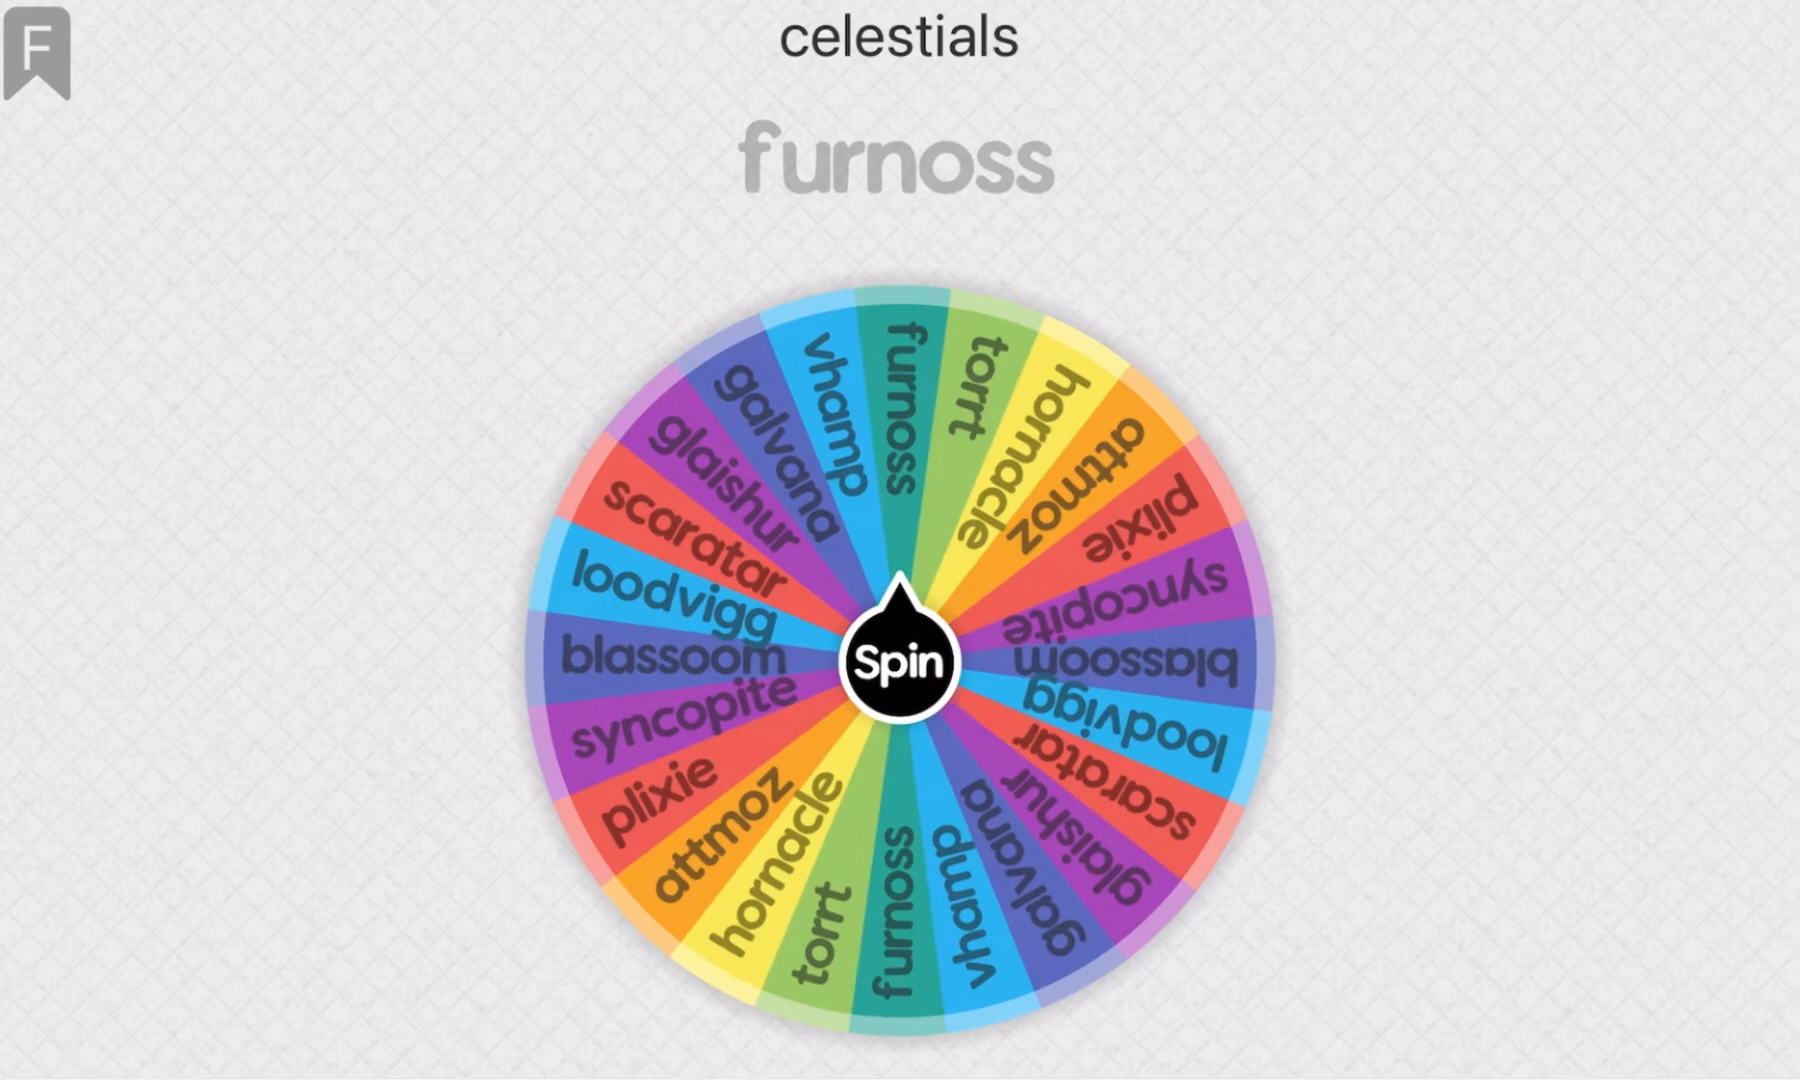 F
celestials
furnoss
furnoss
torrt
hornacle
attmoz
plixie
syncopite
blassoom
loodvigg
scaratar
glaishur
galvana
vhamp
furnoss
torrt
hornacle
attmoz
plixie
syncopite
blassoom
loodvigg
scaratar
glaishur
galvana
vhamp
Spin